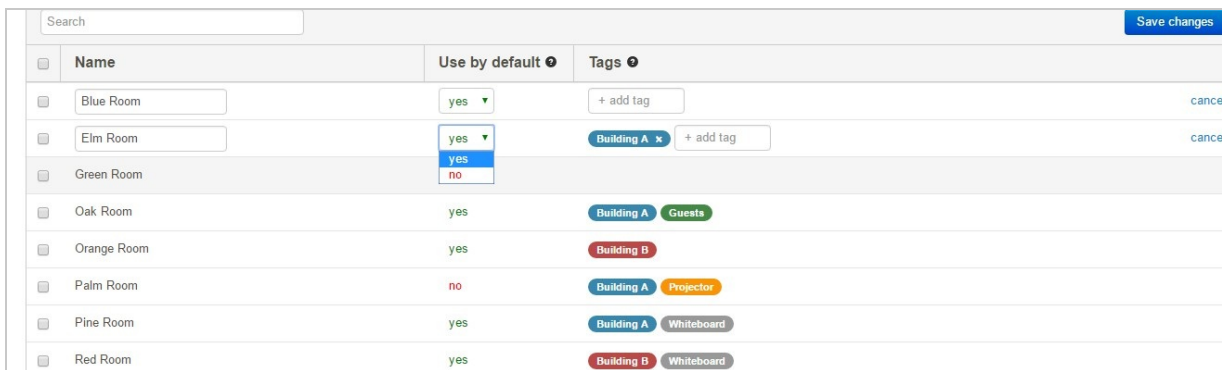 Search Save changes
Name Use by default ? Tags ?
Blue Room yes ▼ + add tag cance
Elm Room yes ▼ Building A × + add tag cance
yes
Green Room no
Oak Room yes Building A Guests
Orange Room yes Building B
Palm Room no Building A Projector
Pine Room yes Building A Whiteboard
Red Room yes Building B Whiteboard